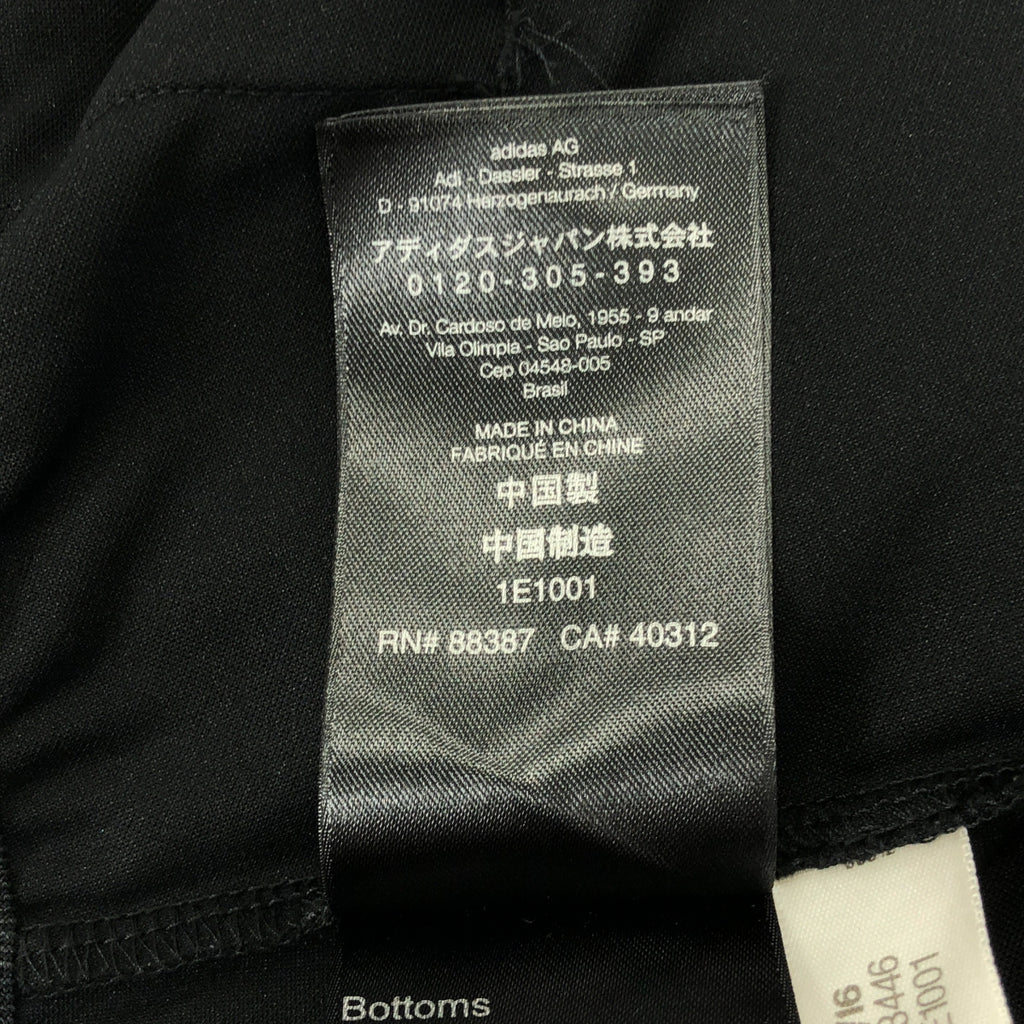 adidas AG
Adi - Dassler - Strasse 1
D - 91074 Herzogenaurach / Germany
アディダスジャパン株式会社
0120-305-393
Av. Dr. Cardoso de Melo, 1955 - 9 andar
Vila Olimpia - Sao Paulo - SP
Cep 04548-005
Brasil
MADE IN CHINA
FABRIQUÉ EN CHINE
中国製
中国制造
1E1001
RN# 88387 CA# 40312
Bottoms
/16
3446
E1001